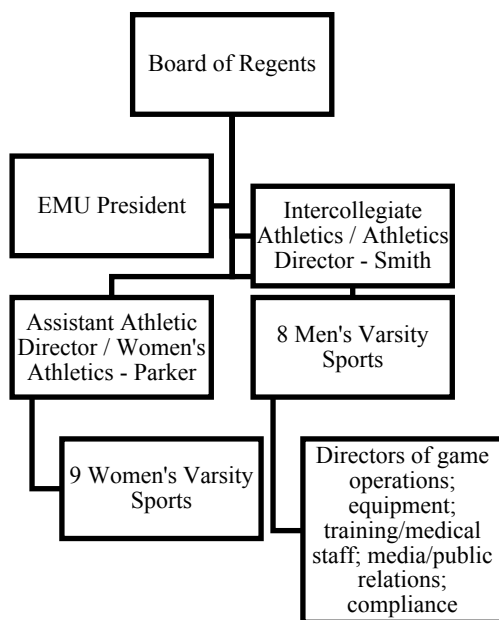 Board of Regents
EMU President
Intercollegiate
Athletics / Athletics
Director - Smith
Assistant Athletic
Director / Women's
Athletics - Parker
8 Men's Varsity
Sports
9 Women's Varsity
Sports
Directors of game
operations;
equipment;
training/medical
staff; media/public
relations;
compliance